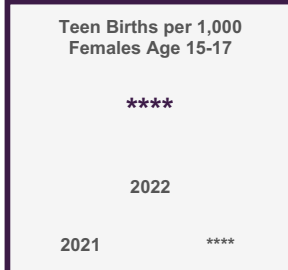 Teen Births per 1,000
Females Age 15-17
****
2022
2021 ****